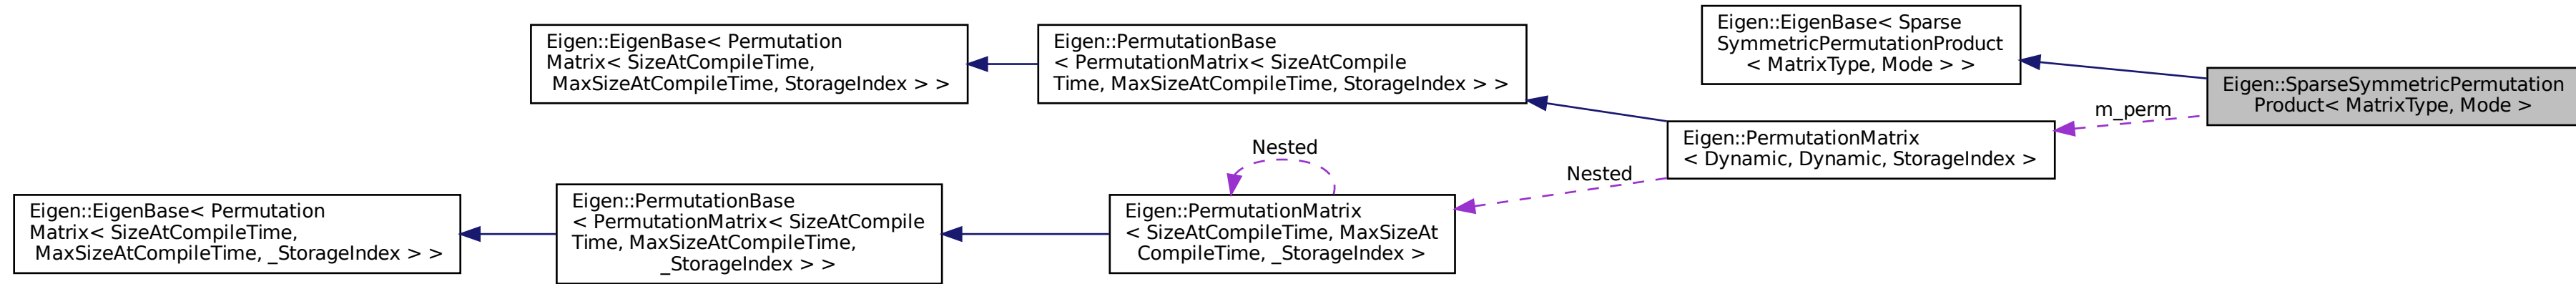 Eigen::EigenBase< Permutation
Matrix< SizeAtCompileTime,
MaxSizeAtCompileTime, StorageIndex > >
Eigen::PermutationBase
< PermutationMatrix< SizeAtCompile
Time, MaxSizeAtCompileTime, StorageIndex > >
Eigen::EigenBase< Sparse
SymmetricPermutationProduct
< MatrixType, Mode > >
Eigen::SparseSymmetricPermutation
Product< MatrixType, Mode >
m_perm
Eigen::PermutationMatrix
< Dynamic, Dynamic, StorageIndex >
Nested
Nested
Eigen::EigenBase< Permutation
Matrix< SizeAtCompileTime,
MaxSizeAtCompileTime, _StorageIndex > >
Eigen::PermutationBase
< PermutationMatrix< SizeAtCompile
Time, MaxSizeAtCompileTime,
_StorageIndex > >
Eigen::PermutationMatrix
< SizeAtCompileTime, MaxSizeAt
CompileTime, _StorageIndex >